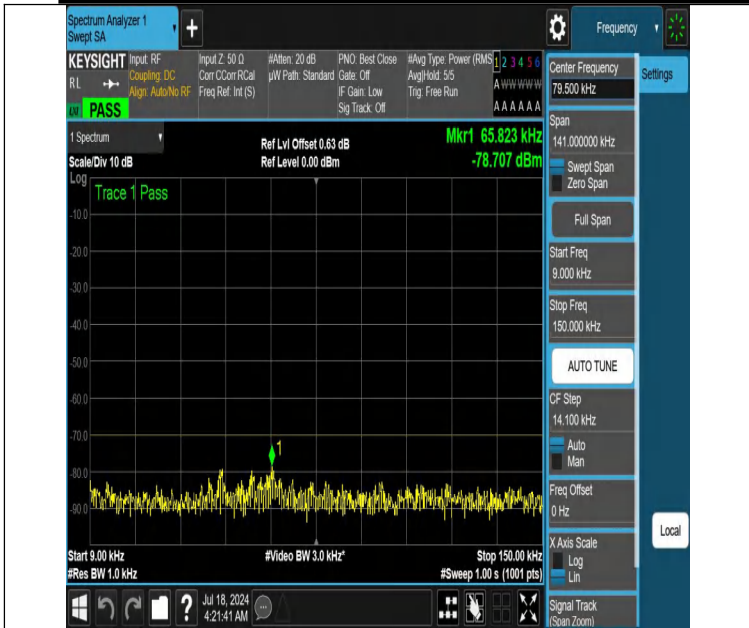 Spectrum Analyzer 1
Swept SA
Frequency
KEYSIGHT
RL
PASS
Input: RF
Coupling: DC
Align: Auto/No RF
Input Z: 50 Ω
Corr CCorr RCal
Freq Ref: Int (S)
#Atten: 20 dB
µW Path: Standard
PNO: Best Close
Gate: Off
IF Gain: Low
Sig Track: Off
#Avg Type: Power (RMS
Avg|Hold: 5/5
Trig: Free Run
1 2 3 4 5 6
A W W W W W
A A A A A A
1 Spectrum
Scale/Div 10 dB
Ref Lvl Offset 0.63 dB
Ref Level 0.00 dBm
Mkr1 65.823 kHz
-78.707 dBm
Log
Trace 1 Pass
-10.0
-20.0
-30.0
-40.0
-50.0
-60.0
-70.0
-80.0
-90.0
1
Start 9.00 kHz
#Res BW 1.0 kHz
#Video BW 3.0 kHz*
Stop 150.00 kHz
#Sweep 1.00 s (1001 pts)
?
Jul 18, 2024
4:21:41 AM
Center Frequency
79.500 kHz
Settings
Span
141.000000 kHz
Swept Span
Zero Span
Full Span
Start Freq
9.000 kHz
Stop Freq
150.000 kHz
AUTO TUNE
CF Step
14.100 kHz
Auto
Man
Freq Offset
0 Hz
X Axis Scale
Log
Lin
Signal Track
(Span Zoom)
Local